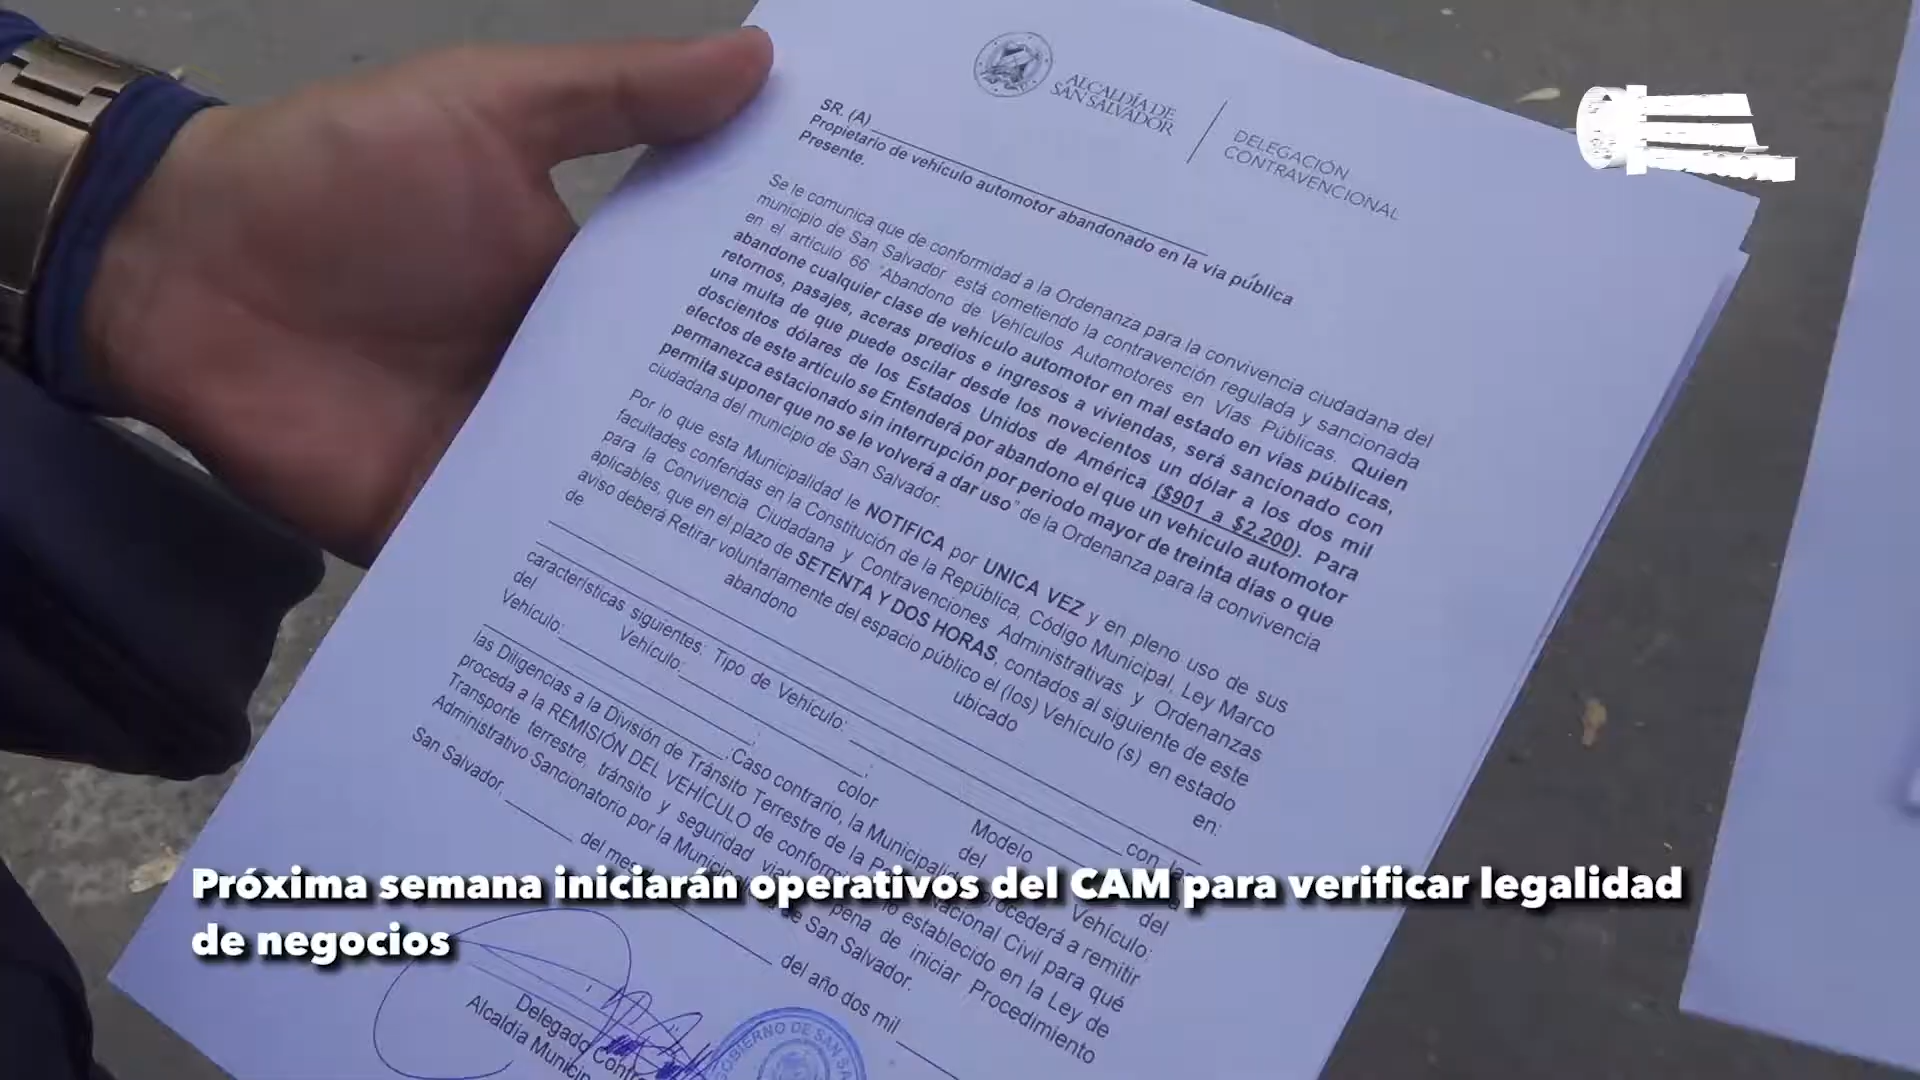 ALCALDÍA DE
SAN SALVADOR
DELEGACIÓN
CONTRAVENCIONAL
SR. (A)
Propietario de vehículo automotor abandonado en la vía pública
Presente.
Se le comunica que de conformidad a la Ordenanza para la convivencia ciudadana del
municipio de San Salvador, está cometiendo la contravención regulada y sancionada
en el artículo 66 "Abandono de Vehículos Automotores en Vías Públicas. Quien
abandone cualquier clase de vehículo automotor en mal estado en vías públicas,
retornos, pasajes, aceras predios e ingresos a viviendas, será sancionado con
una multa de que puede oscilar desde los novecientos un dólar a los dos mil
doscientos dólares de los Estados Unidos de América ($901 a $2,200). Para
efectos de este artículo se Entenderá por abandono el que un vehículo automotor
permanezca estacionado sin interrupción por periodo mayor de treinta días o que
permita suponer que no se le volverá a dar uso" de la Ordenanza para la convivencia
ciudadana del municipio de San Salvador.
Por lo que esta Municipalidad le NOTIFICA por UNICA VEZ y en pleno uso de sus
facultades conferidas en la Constitución de la República, Código Municipal, Ley Marco
para la Convivencia Ciudadana y Contravenciones Administrativas y Ordenanzas
aplicables, que en el plazo de SETENTA Y DOS HORAS, contados al siguiente de este
aviso deberá Retirar voluntariamente del espacio público el (los) Vehículo (s) en estado
de abandono ubicado en:
con las
características siguientes: Tipo de Vehículo:
del Vehículo: color del Vehículo:
Vehículo: Modelo del
Caso contrario, la Municipalidad procederá a remitir
las Diligencias a la División de Tránsito Terrestre de la Nacional Civil para qué
proceda a la REMISIÓN DEL VEHÍCULO de conformidad lo establecido en la Ley de
Transporte terrestre, tránsito y seguridad vial pena de iniciar Procedimiento
Administrativo Sancionatorio por la de San Salvador.
San Salvador, del mes del año dos mil
Próxima semana iniciarán operativos del CAM para verificar legalidad
de negocios
Delegado
Alcaldía
GOBIERNO DE SAN